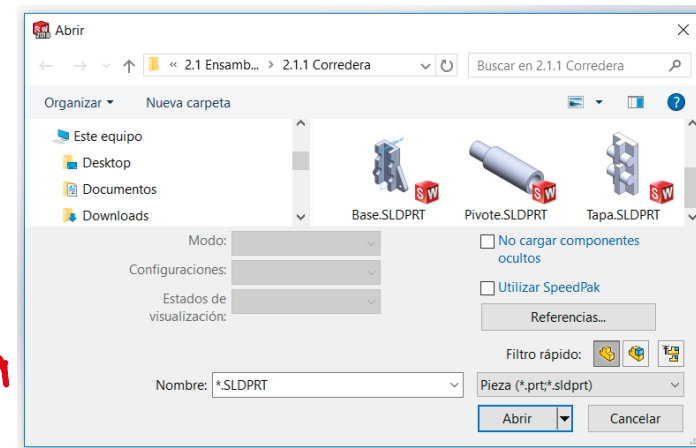 Abrir
« 2.1 Ensamb... > 2.1.1 Corredera
Buscar en 2.1.1 Corredera
Organizar
Nueva carpeta
Este equipo
Desktop
Documentos
Downloads
Base.SLDPRT
Pivote.SLDPRT
Tapa.SLDPRT
Modo:
Configuraciones:
Estados de
visualización:
No cargar componentes
ocultos
Utilizar SpeedPak
Referencias...
Filtro rápido:
Nombre: *.SLDPRT
Pieza (*.prt;*.sldprt)
Abrir
Cancelar